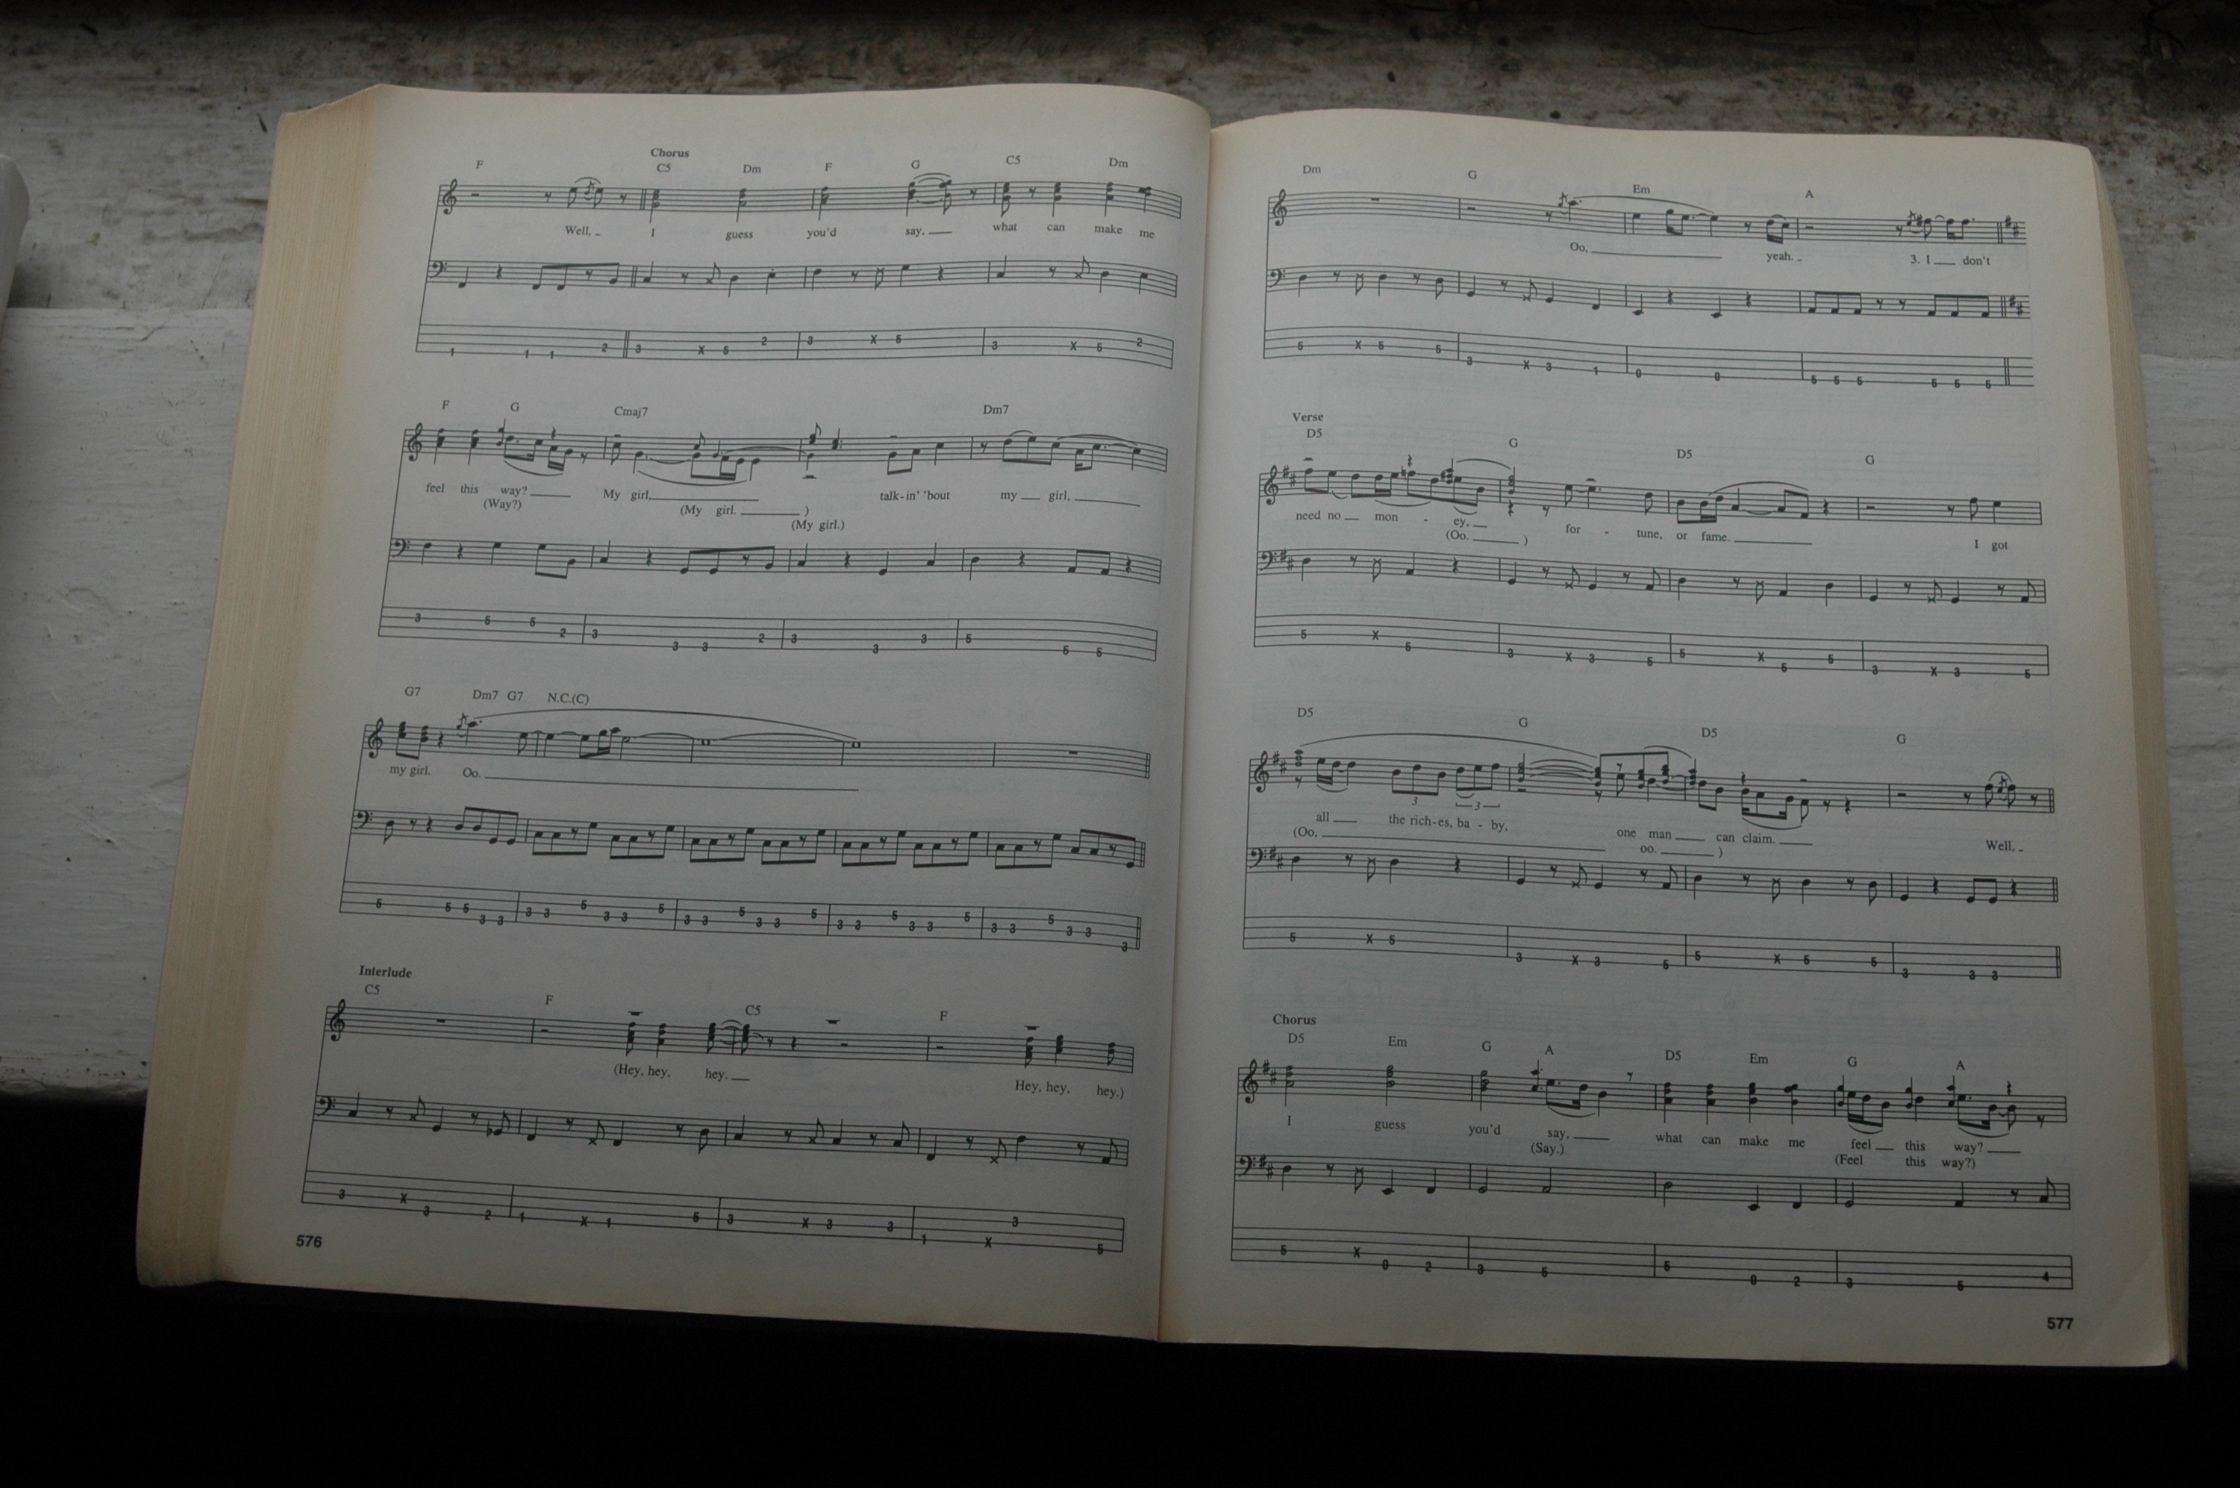 Chorus
F C5 Dm F G C5 Dm
Well, I guess you'd say, what can make me
1 1 1 2 3 X 5 2 3 X 5 3 X 5 2
F G Cmaj7 Dm7
feel this way? My girl. talk-in' 'bout my girl,
(Way?) (My girl. )
(My girl.)
3 5 5 2 3 3 3 2 3 3 3 5 5 5
G7 Dm7 G7 N.C.(C)
my girl. Oo.
5 5 5 3 3 3 3 5 3 3 5 3 3 5 3 3 5 3 3 5 3 3 5 3 3 5 3 3 3
Interlude
C5 F C5 F
(Hey, hey, hey. Hey, hey, hey.)
3 X 3 2 1 X 1 5 3 X 3 3 1 X 3 5
576
Dm G Em A
Oo, yeah. 3. I don't
5 X 5 5 3 X 3 1 0 0 5 5 5 5 5 5
Verse
D5 G D5 G
need no mon - ey, for - tune, or fame. I got
(Oo. )
5 X 5 3 X 3 5 5 X 5 5 3 X 3 5
D5 G D5 G
3 3
all the rich-es, ba - by, one man can claim. Well,
(Oo, oo. )
5 X 5 3 X 3 5 5 X 5 5 3 3 3
Chorus
D5 Em G A D5 Em G A
I guess you'd say, what can make me feel this way?
(Say.) (Feel this way?)
5 X 0 2 3 5 5 0 2 3 5 4
577